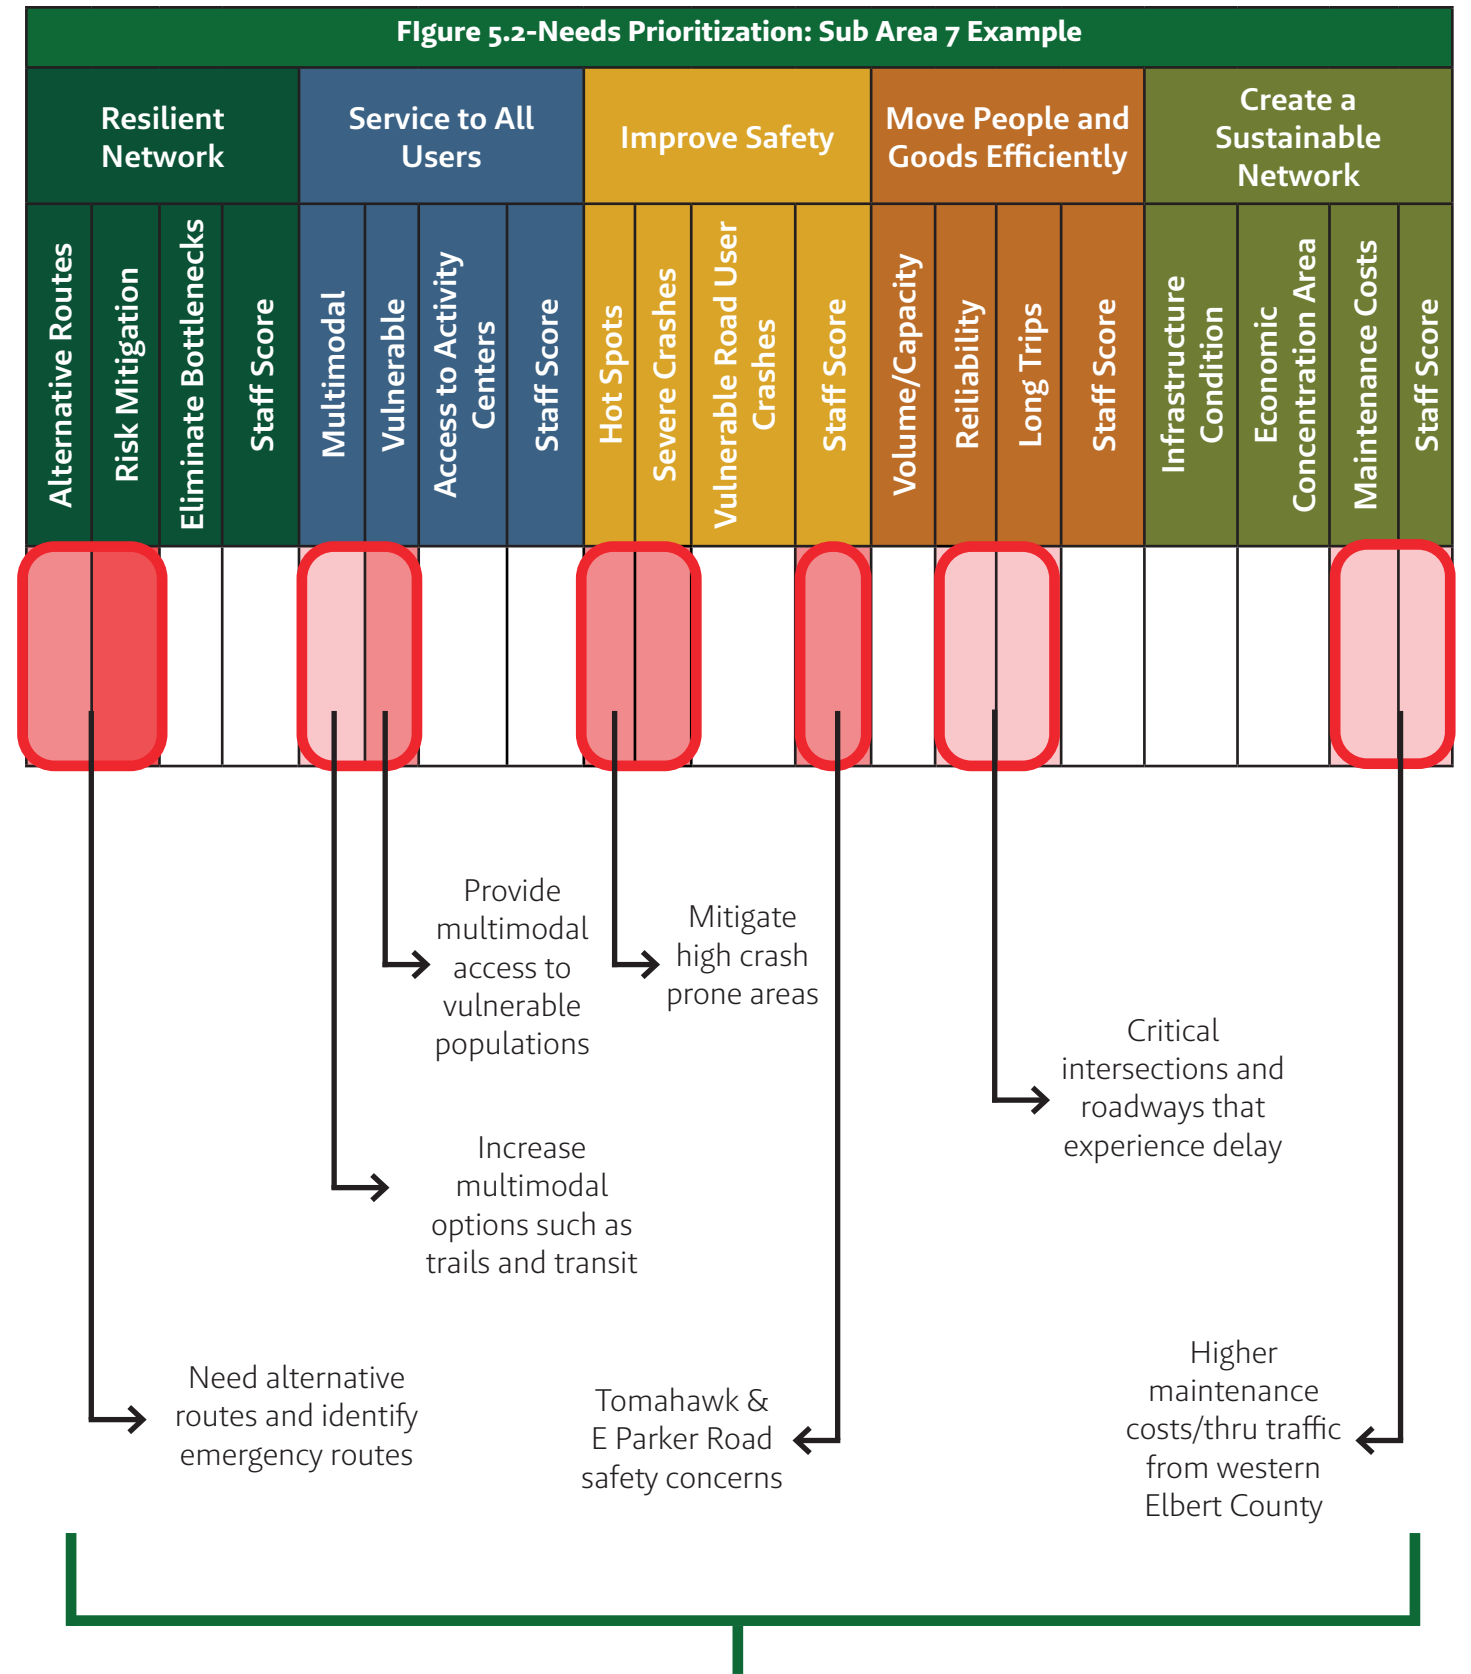 FIgure 5.2-Needs Prioritization: Sub Area 7 Example
Resilient
Network
Service to All
Users
Improve Safety
Move People and
Goods Efficiently
Create a
Sustainable
Network
Alternative Routes
Risk Mitigation
Eliminate Bottlenecks
Staff Score
Multimodal
Vulnerable
Access to Activity
Centers
Staff Score
Hot Spots
Severe Crashes
Vulnerable Road User
Crashes
Staff Score
Volume/Capacity
Reiliability
Long Trips
Staff Score
Infrastructure
Condition
Economic
Concentration Area
Maintenance Costs
Staff Score
Provide
multimodal
access to
vulnerable
populations
Mitigate
high crash
prone areas
Critical
intersections and
roadways that
experience delay
Increase
multimodal
options such as
trails and transit
Need alternative
routes and identify
emergency routes
Tomahawk &
E Parker Road
safety concerns
Higher
maintenance
costs/thru traffic
from western
Elbert County